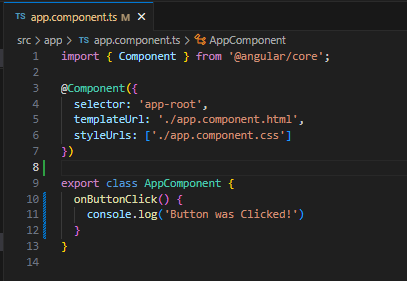 TS app.component.ts M ×
src > app > TS app.component.ts > AppComponent
1 import { Component } from '@angular/core';
2
3 @Component({
4   selector: 'app-root',
5   templateUrl: './app.component.html',
6   styleUrls: ['./app.component.css']
7 })
8
9 export class AppComponent {
10   onButtonClick() {
11     console.log('Button was Clicked!')
12   }
13 }
14